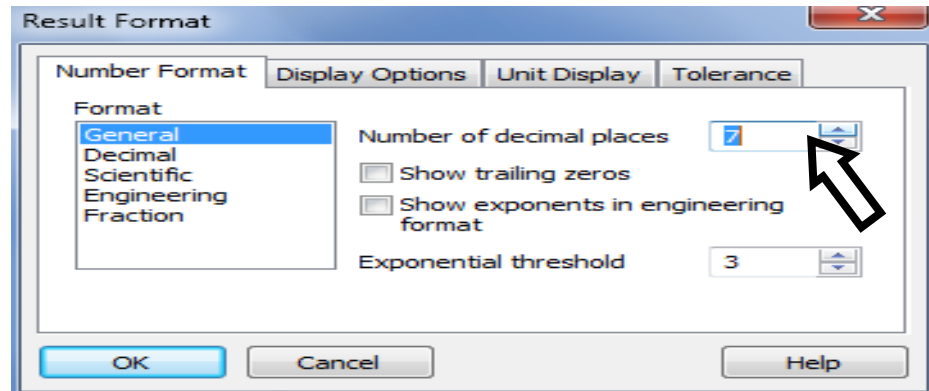 Result Format
Number Format Display Options Unit Display Tolerance
Format
General
Decimal
Scientific
Engineering
Fraction
Number of decimal places 7
Show trailing zeros
Show exponents in engineering
format
Exponential threshold 3
OK Cancel Help